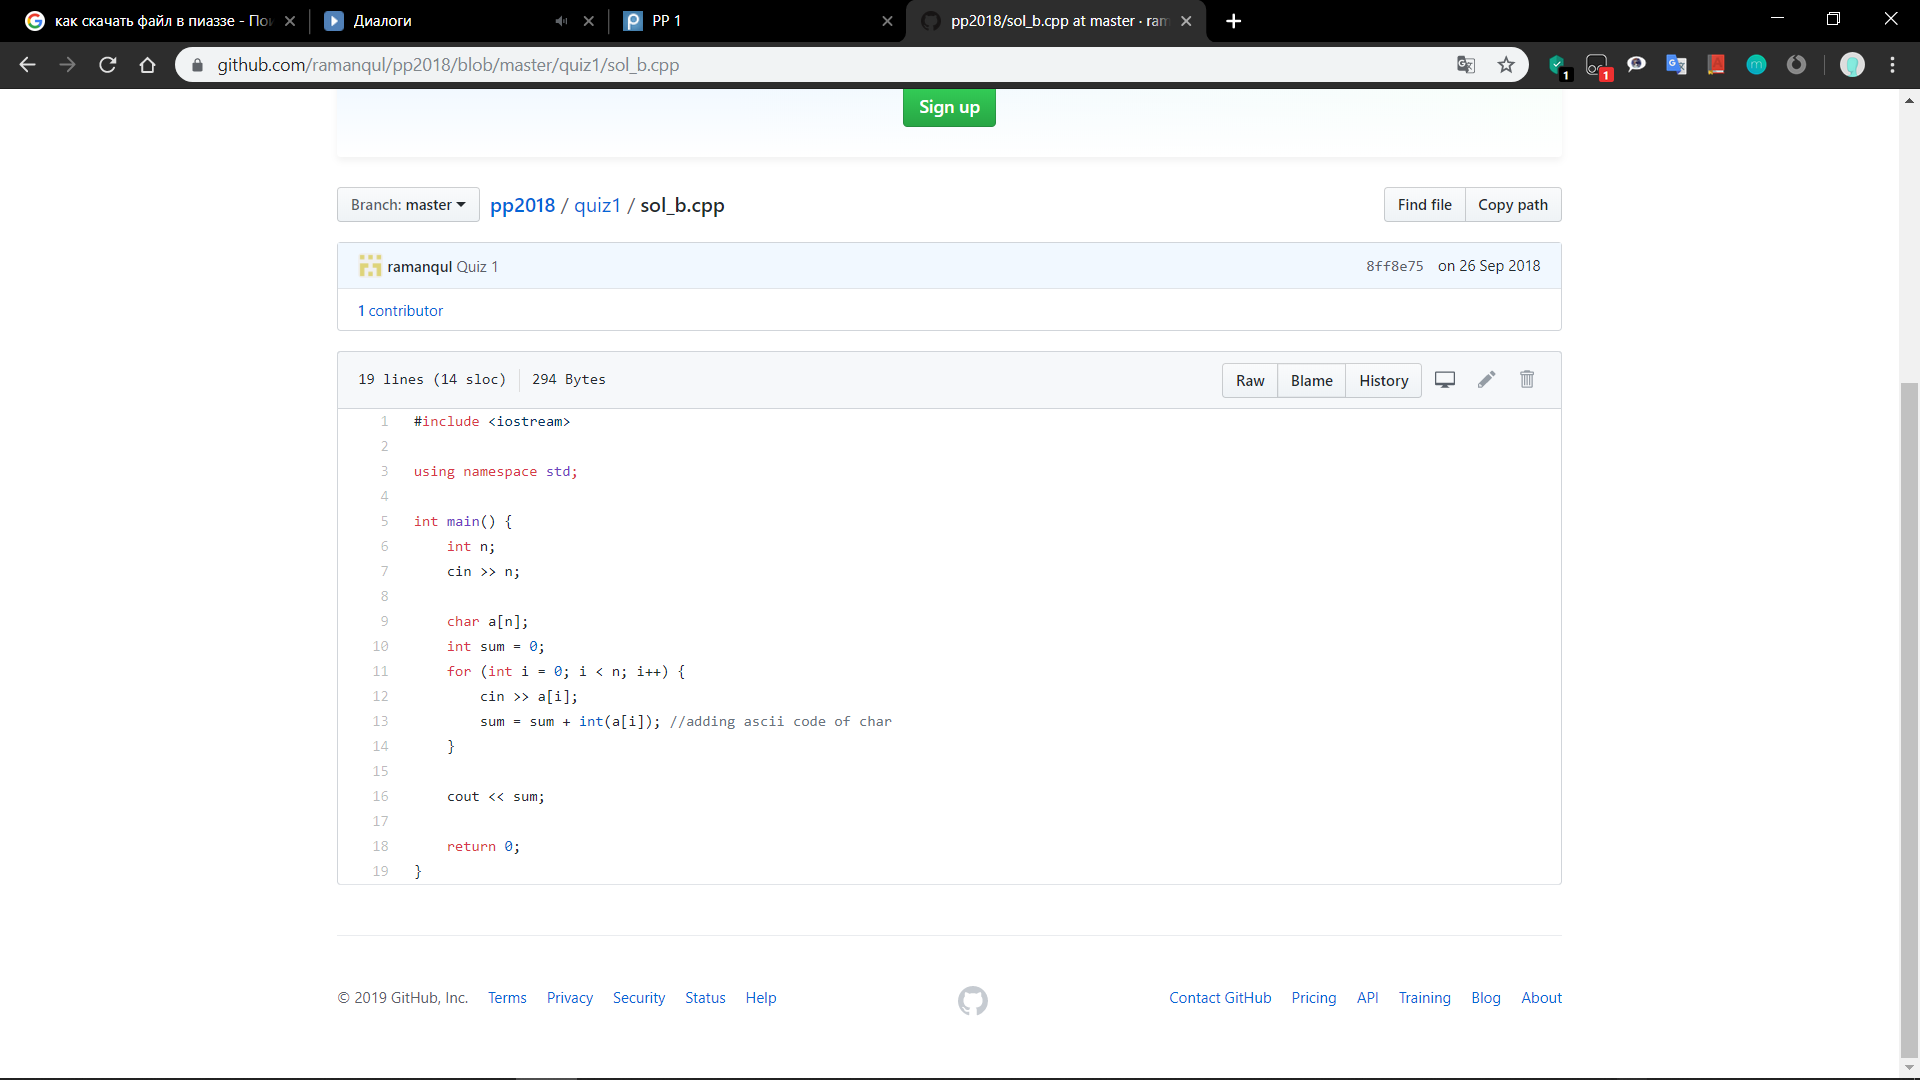 как скачать файл в пиаззе - По
Диалоги
PP 1
pp2018/sol_b.cpp at master · ram
github.com/ramanqul/pp2018/blob/master/quiz1/sol_b.cpp
1
1
Sign up
Branch: master
pp2018 / quiz1 / sol_b.cpp
Find file
Copy path
ramanqul Quiz 1
8ff8e75 on 26 Sep 2018
1 contributor
19 lines (14 sloc) 294 Bytes
Raw
Blame
History
1 #include <iostream>
2
3 using namespace std;
4
5 int main() {
6     int n;
7     cin >> n;
8
9     char a[n];
10     int sum = 0;
11     for (int i = 0; i < n; i++) {
12         cin >> a[i];
13         sum = sum + int(a[i]); //adding ascii code of char
14     }
15
16     cout << sum;
17
18     return 0;
19 }
© 2019 GitHub, Inc. Terms Privacy Security Status Help
Contact GitHub Pricing API Training Blog About